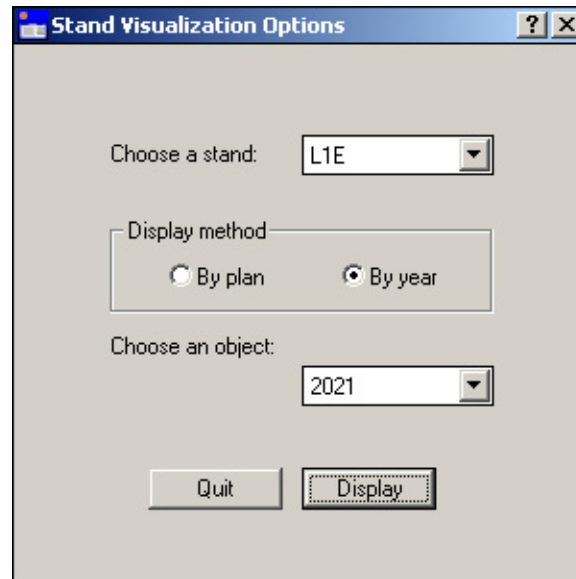 Stand Visualization Options
Choose a stand: L1E
Display method
By plan By year
Choose an object:
2021
Quit Display